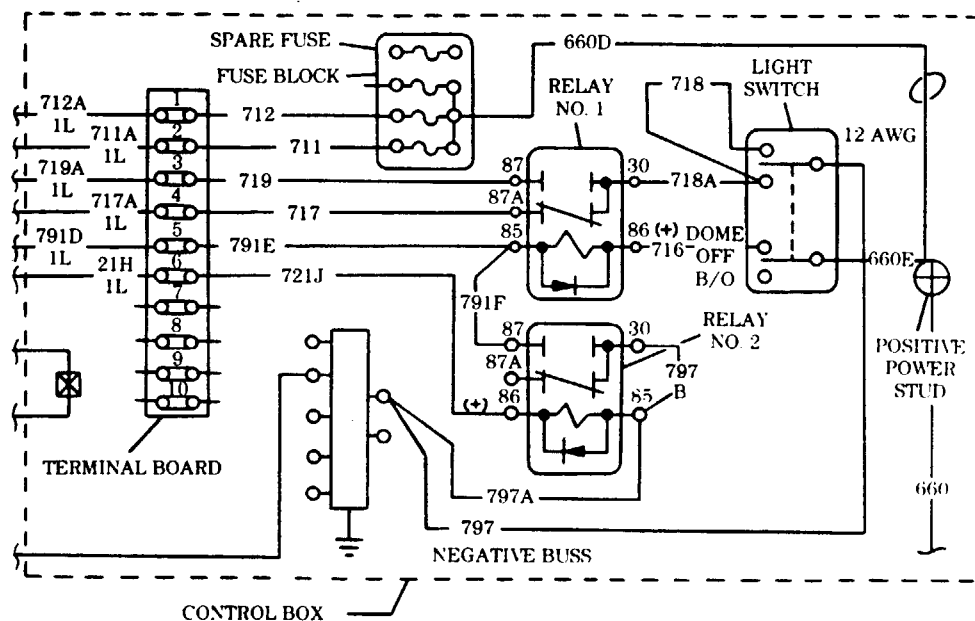 SPARE FUSE
FUSE BLOCK
660D
RELAY
NO. 1
718
LIGHT
SWITCH
12 AWG
712A
1L
1
712
711A
1L
2
711
719A
1L
3
719
87
30
718A
717A
1L
4
717
87A
791D
1L
5
791E
85
86
(+)
716
DOME
OFF
B/O
660E
21H
1L
6
721J
791F
7
8
9
10
87
30
RELAY
NO. 2
87A
797
B
(+)
86
85
POSITIVE
POWER
STUD
TERMINAL BOARD
797A
660
797
NEGATIVE BUSS
CONTROL BOX